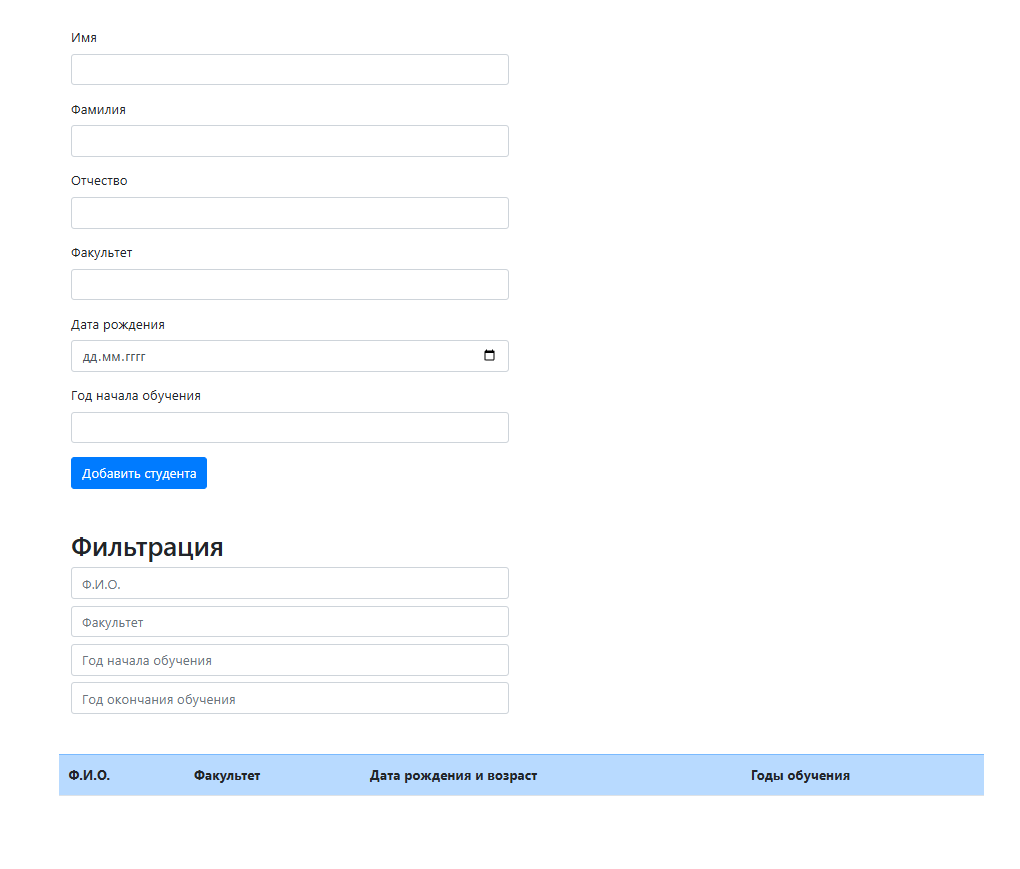 Имя
Фамилия
Отчество
Факультет
Дата рождения
дд.мм.гггг
Год начала обучения
Добавить студента
Фильтрация
Ф.И.О.
Факультет
Год начала обучения
Год окончания обучения
Ф.И.О. Факультет Дата рождения и возраст Годы обучения